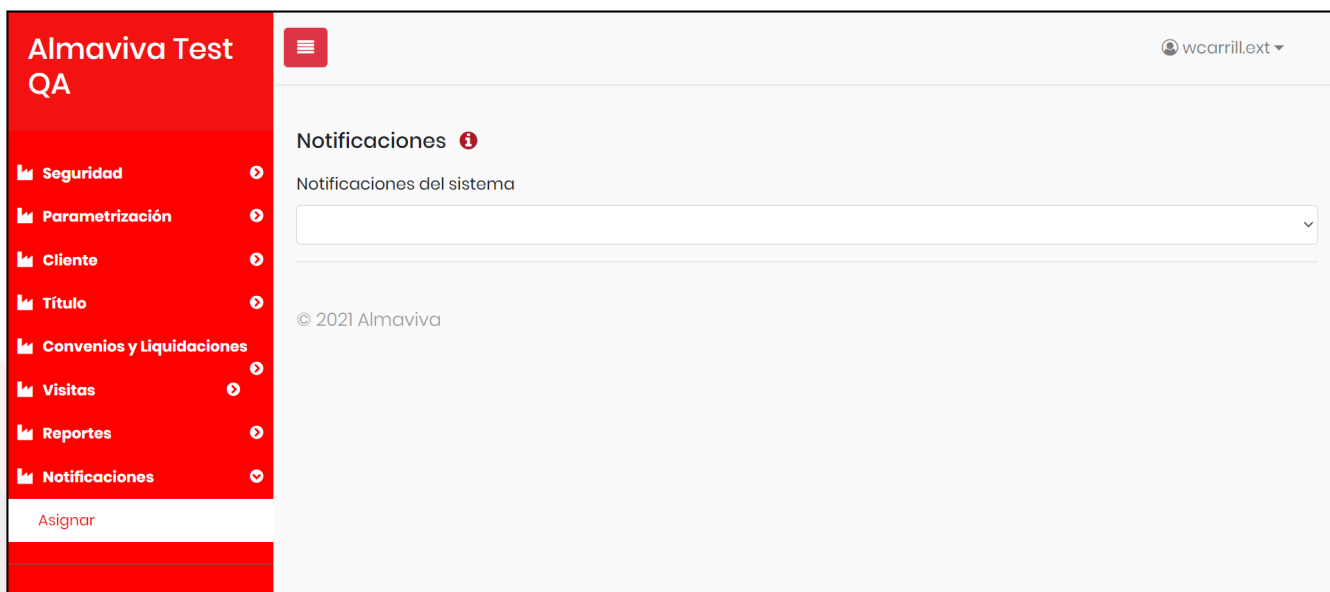 Almaviva Test
QA
wcarrill.ext
Seguridad
Parametrización
Cliente
Título
Convenios y Liquidaciones
Visitas
Reportes
Notificaciones
Asignar
Notificaciones
Notificaciones del sistema
© 2021 Almaviva